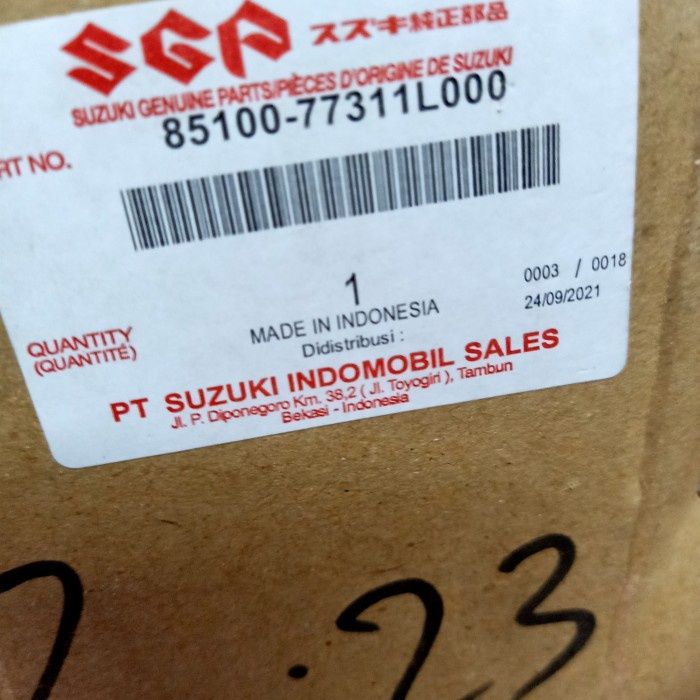 SGP スズキ純正部品
SUZUKI GENUINE PARTS/PIÈCES D'ORIGINE DE SUZUKI
85100-77311L000
RT NO.
1
0003 / 0018
MADE IN INDONESIA
24/09/2021
QUANTITY
(QUANTITÉ)
Didistribusi :
PT SUZUKI INDOMOBIL SALES
Jl. P. Diponegoro Km. 38,2 ( Jl. Toyogiri ), Tambun
Bekasi - Indonesia
. 23